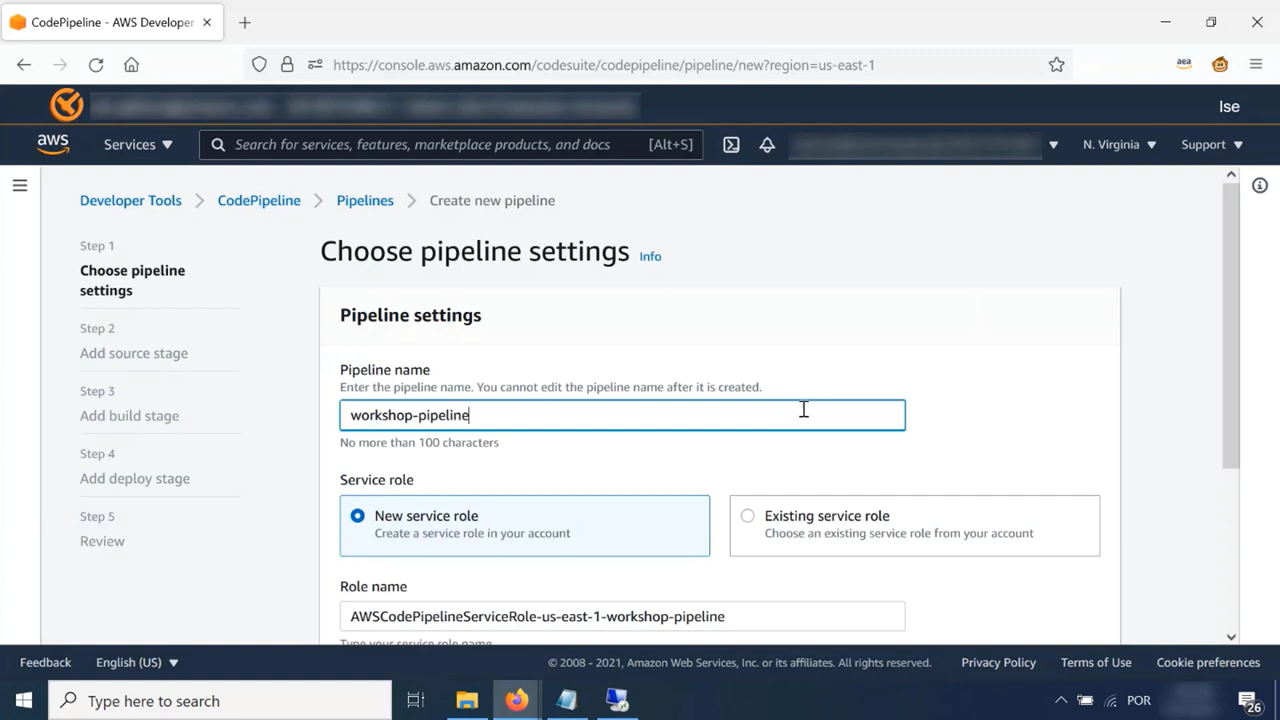 CodePipeline - AWS Developer
https://console.aws.amazon.com/codesuite/codepipeline/pipeline/new?region=us-east-1
aea
Ise
aws
Services
Search for services, features, marketplace products, and docs [Alt+S]
N. Virginia
Support
Developer Tools
CodePipeline
Pipelines
Create new pipeline
Step 1
Choose pipeline
settings
Step 2
Add source stage
Step 3
Add build stage
Step 4
Add deploy stage
Step 5
Review
Choose pipeline settings Info
Pipeline settings
Pipeline name
Enter the pipeline name. You cannot edit the pipeline name after it is created.
workshop-pipeline
No more than 100 characters
Service role
New service role
Create a service role in your account
Existing service role
Choose an existing service role from your account
Role name
AWSCodePipelineServiceRole-us-east-1-workshop-pipeline
Type your service role name
Feedback
English (US)
© 2008 - 2021, Amazon Web Services, Inc. or its affiliates. All rights reserved.
Privacy Policy
Terms of Use
Cookie preferences
Type here to search
POR
26